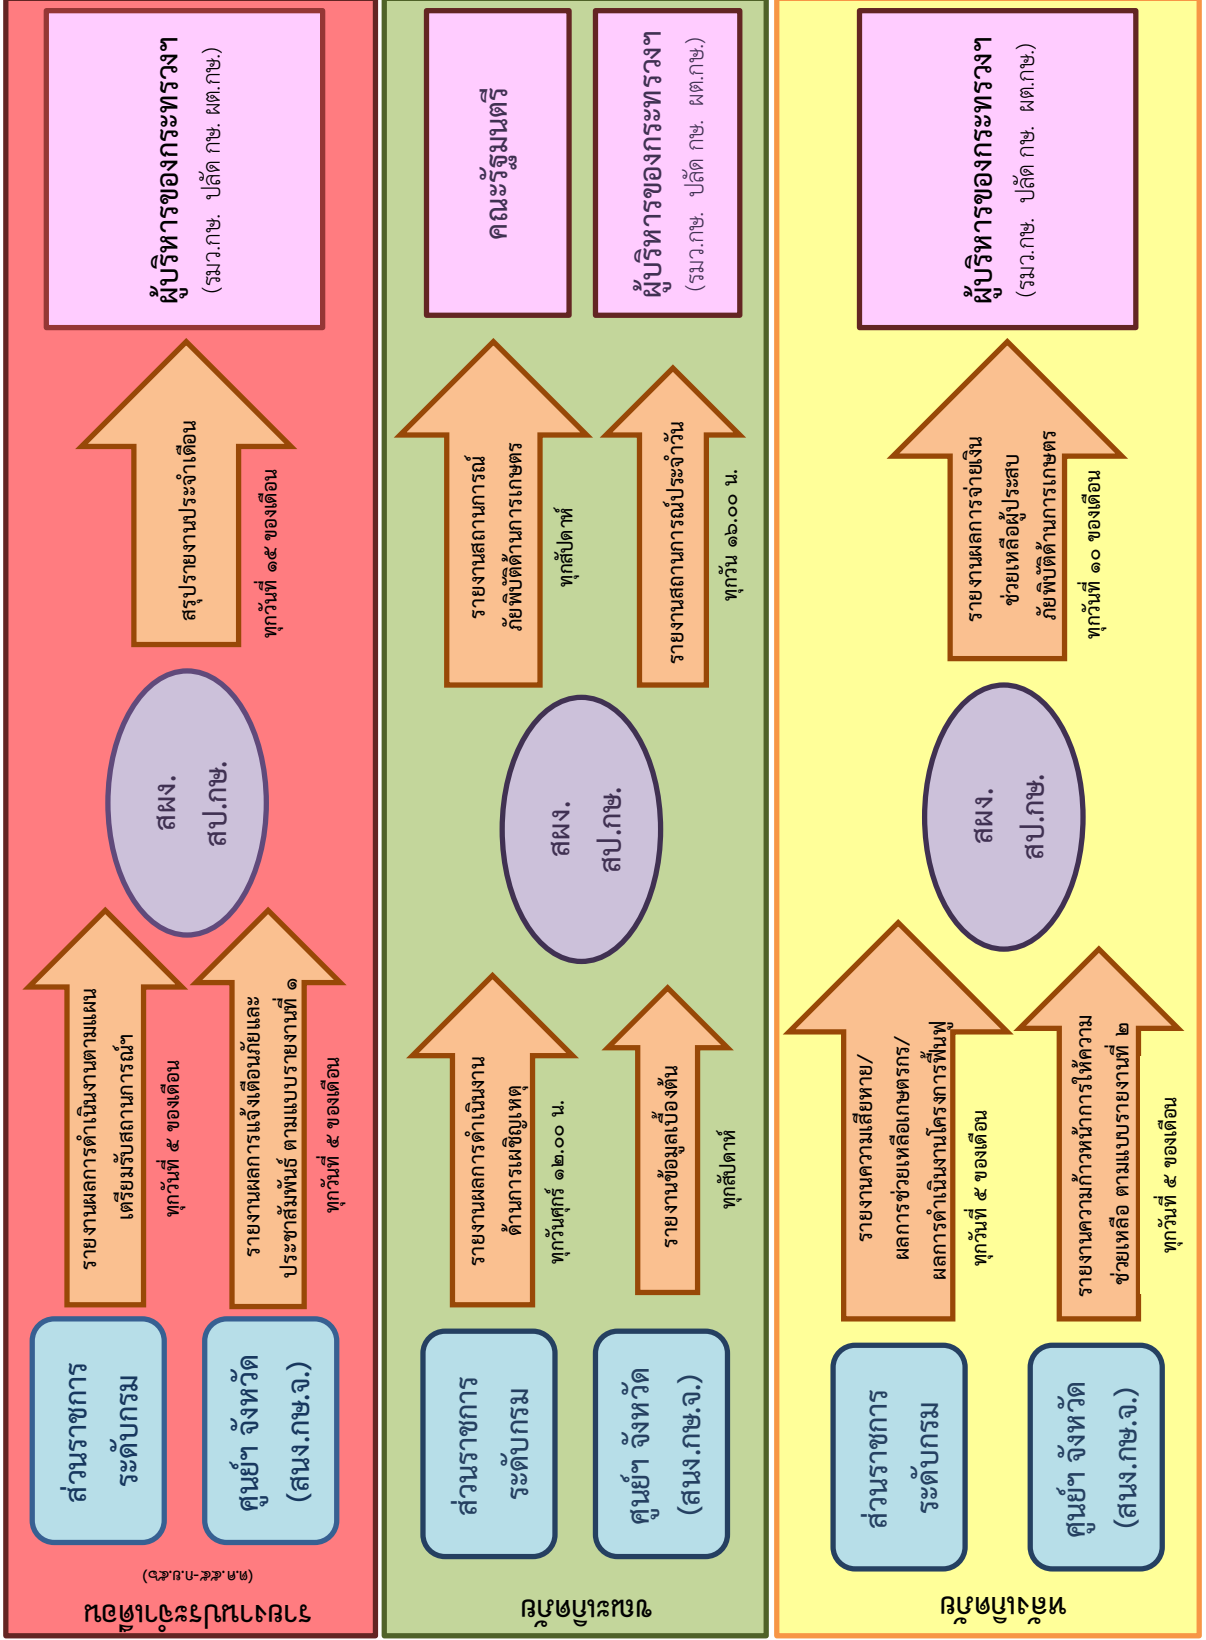 รายงานประจำเดือน
(ต.ค.๕๕-ก.ย.๕๖)
ส่วนราชการ
ระดับกรม
ศูนย์ฯ จังหวัด
(สนง.กษ.จ.)
รายงานผลการดำเนินงานตามแผน
เตรียมรับสถานการณ์ฯ
ทุกวันที่ ๕ ของเดือน
รายงานผลการแจ้งเตือนภัยและ
ประชาสัมพันธ์ ตามแบบรายงานที่ ๑
ทุกวันที่ ๕ ของเดือน
สผง.
สป.กษ.
สรุปรายงานประจำเดือน
ทุกวันที่ ๑๕ ของเดือน
ผู้บริหารของกระทรวงฯ
(รมว.กษ. ปลัด กษ. ผต.กษ.)
ขณะเกิดภัย
ส่วนราชการ
ระดับกรม
ศูนย์ฯ จังหวัด
(สนง.กษ.จ.)
รายงานผลการดำเนินงาน
ด้านการเผชิญเหตุ
ทุกวันศุกร์ ๑๒.๐๐ น.
รายงานข้อมูลเบื้องต้น
ทุกสัปดาห์
สผง.
สป.กษ.
รายงานสถานการณ์
ภัยพิบัติด้านการเกษตร
ทุกสัปดาห์
รายงานสถานการณ์ประจำวัน
ทุกวัน ๑๖.๐๐ น.
คณะรัฐมนตรี
ผู้บริหารของกระทรวงฯ
(รมว.กษ. ปลัด กษ. ผต.กษ.)
หลังเกิดภัย
ส่วนราชการ
ระดับกรม
ศูนย์ฯ จังหวัด
(สนง.กษ.จ.)
รายงานความเสียหาย/
ผลการช่วยเหลือเกษตรกร/
ผลการดำเนินงานโครงการฟื้นฟู
ทุกวันที่ ๕ ของเดือน
รายงานความก้าวหน้าการให้ความ
ช่วยเหลือ ตามแบบรายงานที่ ๒
ทุกวันที่ ๕ ของเดือน
สผง.
สป.กษ.
รายงานผลการจ่ายเงิน
ช่วยเหลือผู้ประสบ
ภัยพิบัติด้านการเกษตร
ทุกวันที่ ๑๐ ของเดือน
ผู้บริหารของกระทรวงฯ
(รมว.กษ. ปลัด กษ. ผต.กษ.)